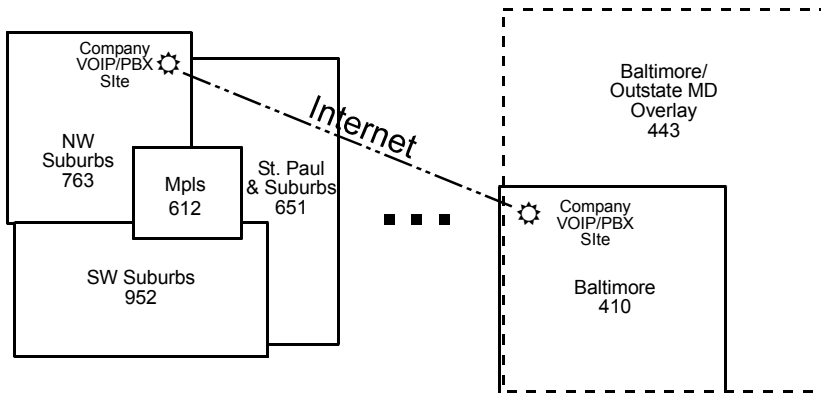 Company
VOIP/PBX
SIte
NW
Suburbs
763
Mpls
612
St. Paul
& Suburbs
651
SW Suburbs
952
Internet
Baltimore/
Outstate MD
Overlay
443
Company
VOIP/PBX
SIte
Baltimore
410